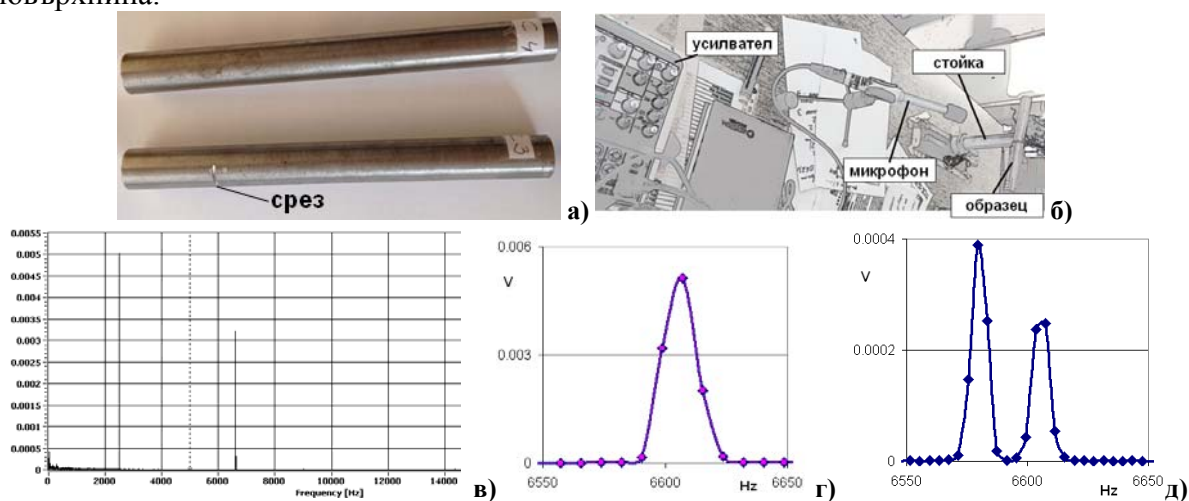 повърхнина.
С 4
С 3
срез
а)
усилвател
стойка
микрофон
образец
б)
0.0055
0.005
0.0045
0.004
0.0035
0.003
0.0025
0.002
0.0015
0.001
0.0005
0
0 2000 4000 6000 8000 10000 12000 14000
Frequency [Hz]
в)
0.006
V
0.003
0
6550 6600 6650
Hz
г)
0.0004
V
0.0002
0
6550 6600 6650
Hz
д)